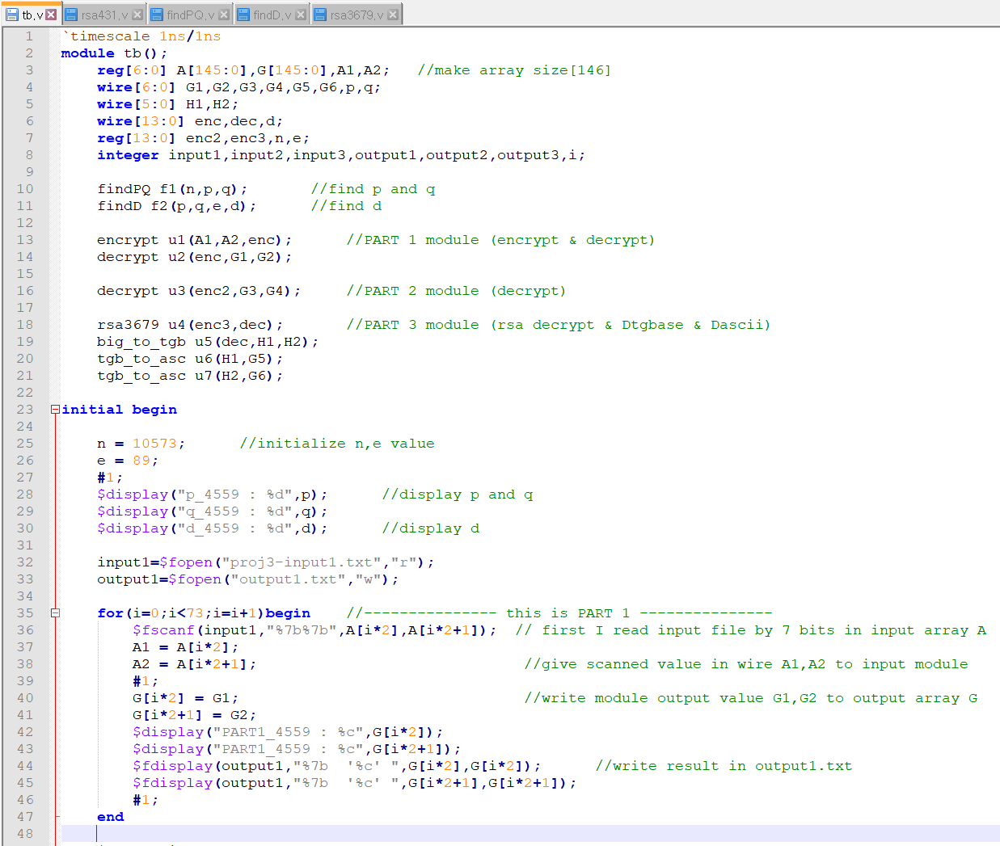 tb.v rsa431.v findPQ.v findD.v rsa3679.v
1 `timescale 1ns/1ns
2 module tb();
3 reg[6:0] A[145:0],G[145:0],A1,A2; //make array size[146]
4 wire[6:0] G1,G2,G3,G4,G5,G6,p,q;
5 wire[5:0] H1,H2;
6 wire[13:0] enc,dec,d;
7 reg[13:0] enc2,enc3,n,e;
8 integer input1,input2,input3,output1,output2,output3,i;
9
10 findPQ f1(n,p,q); //find p and q
11 findD f2(p,q,e,d); //find d
12
13 encrypt u1(A1,A2,enc); //PART 1 module (encrypt & decrypt)
14 decrypt u2(enc,G1,G2);
15
16 decrypt u3(enc2,G3,G4); //PART 2 module (decrypt)
17
18 rsa3679 u4(enc3,dec); //PART 3 module (rsa decrypt & Dtgbase & Dascii)
19 big_to_tgb u5(dec,H1,H2);
20 tgb_to_asc u6(H1,G5);
21 tgb_to_asc u7(H2,G6);
22
23 initial begin
24
25 n = 10573; //initialize n,e value
26 e = 89;
27 #1;
28 $display("p_4559 : %d",p); //display p and q
29 $display("q_4559 : %d",q);
30 $display("d_4559 : %d",d); //display d
31
32 input1=$fopen("proj3-input1.txt","r");
33 output1=$fopen("output1.txt","w");
34
35 for(i=0;i<73;i=i+1)begin //--------------- this is PART 1 ---------------
36 $fscanf(input1,"%7b%7b",A[i*2],A[i*2+1]); // first I read input file by 7 bits in input array A
37 A1 = A[i*2];
38 A2 = A[i*2+1]; //give scanned value in wire A1,A2 to input module
39 #1;
40 G[i*2] = G1; //write module output value G1,G2 to output array G
41 G[i*2+1] = G2;
42 $display("PART1_4559 : %c",G[i*2]);
43 $display("PART1_4559 : %c",G[i*2+1]);
44 $fdisplay(output1,"%7b  '%c' ",G[i*2],G[i*2]); //write result in output1.txt
45 $fdisplay(output1,"%7b  '%c' ",G[i*2+1],G[i*2+1]);
46 #1;
47 end
48